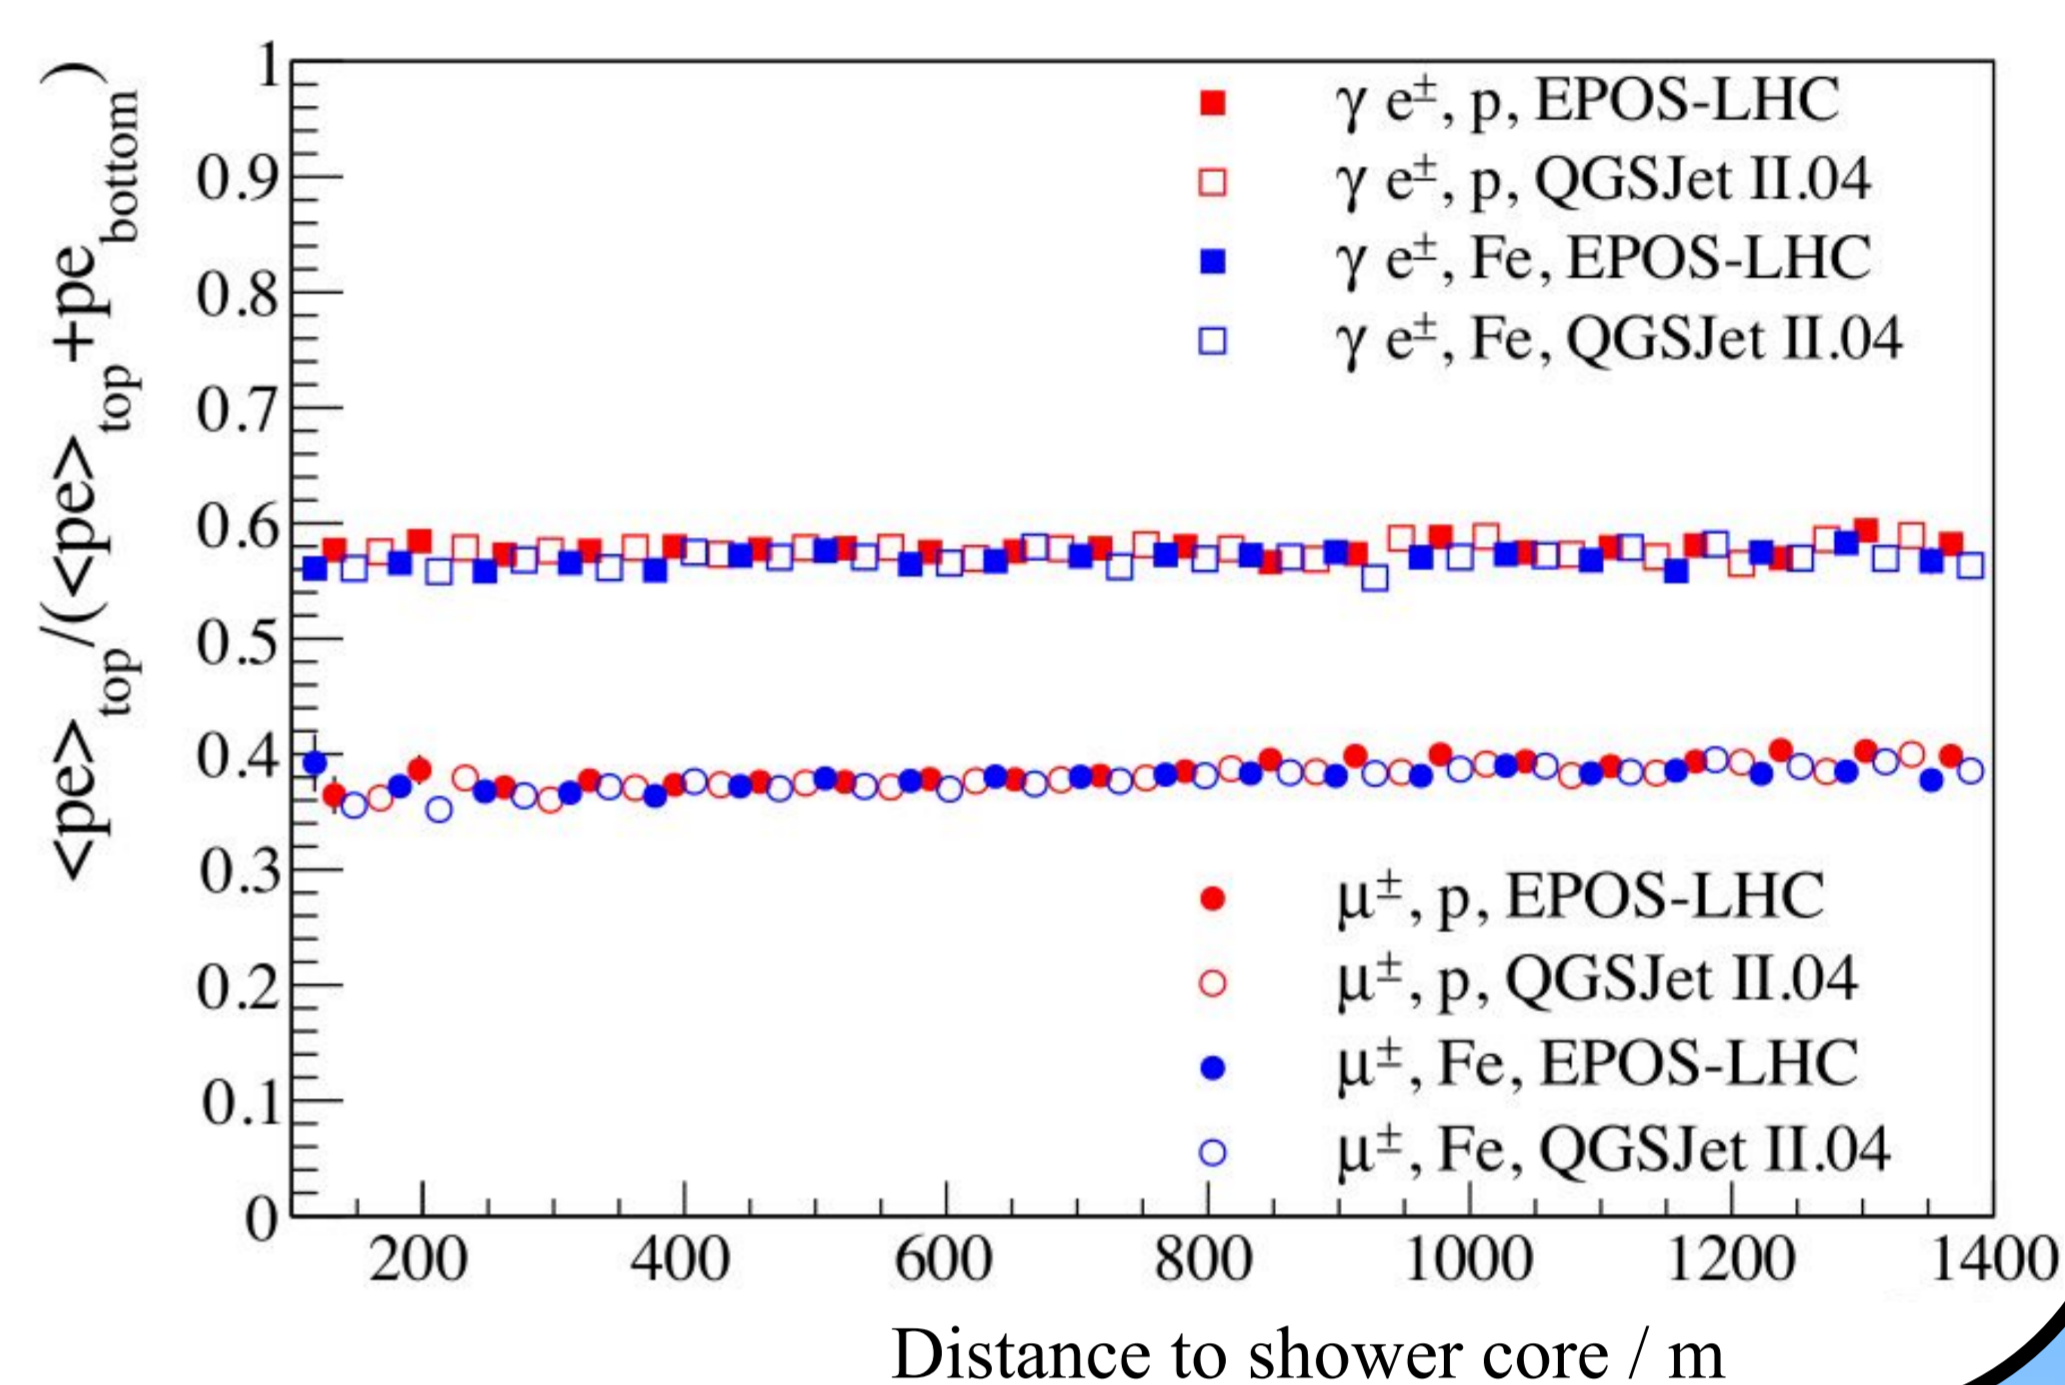 <pe>top/(<pe>top+pebottom)
1
0.9
0.8
0.7
0.6
0.5
0.4
0.3
0.2
0.1
0
γ e±, p, EPOS-LHC
γ e±, p, QGSJet II.04
γ e±, Fe, EPOS-LHC
γ e±, Fe, QGSJet II.04
μ±, p, EPOS-LHC
μ±, p, QGSJet II.04
μ±, Fe, EPOS-LHC
μ±, Fe, QGSJet II.04
200 400 600 800 1000 1200 1400
Distance to shower core / m